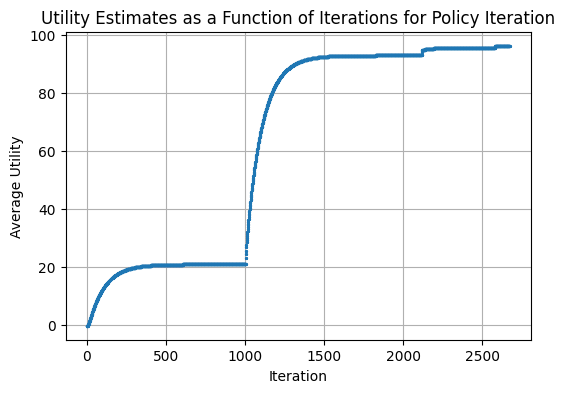 Utility Estimates as a Function of Iterations for Policy Iteration
100
80
60
40
20
0
Average Utility
0 500 1000 1500 2000 2500
Iteration